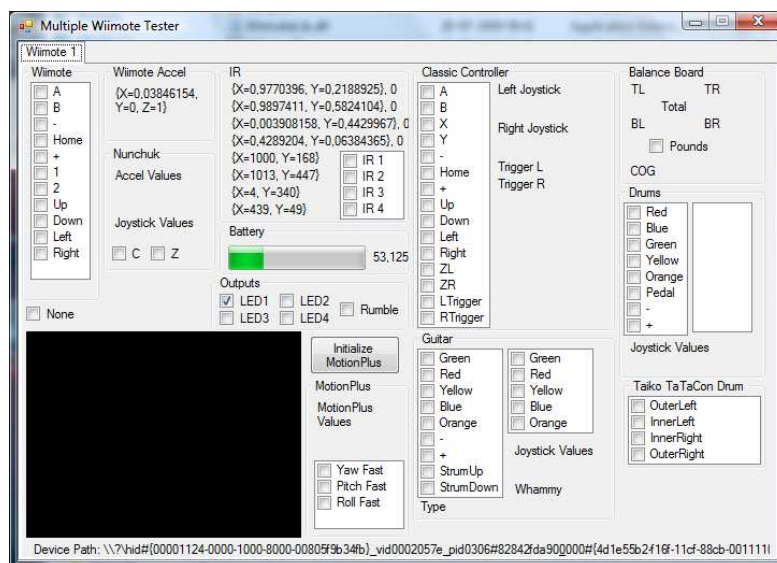 Multiple Wiimote Tester
Wiimote 1
Wiimote
A
B
-
Home
+
1
2
Up
Down
Left
Right
None
Wiimote Accel
{X=0,03846154,
Y=0, Z=1}
Nunchuk
Accel Values
Joystick Values
C Z
IR
{X=0,9770396, Y=0,2188925}, 0
{X=0,9897411, Y=0,5824104}, 0
{X=0,003908158, Y=0,4429967}, 0
{X=0,4289204, Y=0,06384365}, 0
{X=1000, Y=168}
{X=1013, Y=447}
{X=4, Y=340}
{X=439, Y=49}
IR 1
IR 2
IR 3
IR 4
Battery
53,125
Outputs
LED1 LED2
LED3 LED4
Rumble
Initialize
MotionPlus
MotionPlus
MotionPlus
Values
Yaw Fast
Pitch Fast
Roll Fast
Classic Controller
A
B
X
Y
-
Home
+
Up
Down
Left
Right
ZL
ZR
LTrigger
RTrigger
Left Joystick
Right Joystick
Trigger L
Trigger R
Guitar
Green
Red
Yellow
Blue
Orange
-
+
StrumUp
StrumDown
Type
Green
Red
Yellow
Blue
Orange
Joystick Values
Whammy
Balance Board
TL TR
Total
BL BR
Pounds
COG
Drums
Red
Blue
Green
Yellow
Orange
Pedal
-
+
Joystick Values
Taiko TaTaCon Drum
OuterLeft
InnerLeft
InnerRight
OuterRight
Device Path: \\?\hid#{00001124-0000-1000-8000-00805f9b34fb}_vid0002057e_pid0306#82842fda900000#{4d1e55b2-f16f-11cf-88cb-001111